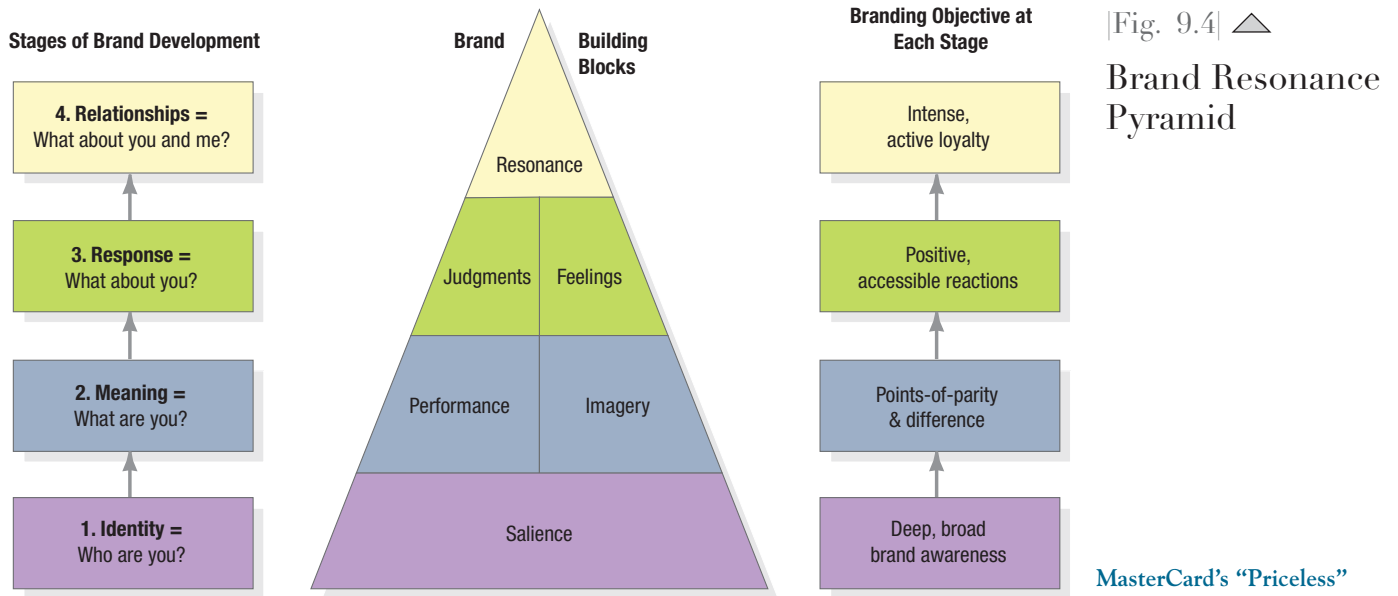 Stages of Brand Development
4. Relationships =
What about you and me?
3. Response =
What about you?
2. Meaning =
What are you?
1. Identity =
Who are you?
Brand
Building
Blocks
Resonance
Judgments
Feelings
Performance
Imagery
Salience
Branding Objective at
Each Stage
Intense,
active loyalty
Positive,
accessible reactions
Points-of-parity
& difference
Deep, broad
brand awareness
|Fig. 9.4|
Brand Resonance
Pyramid
MasterCard’s “Priceless”